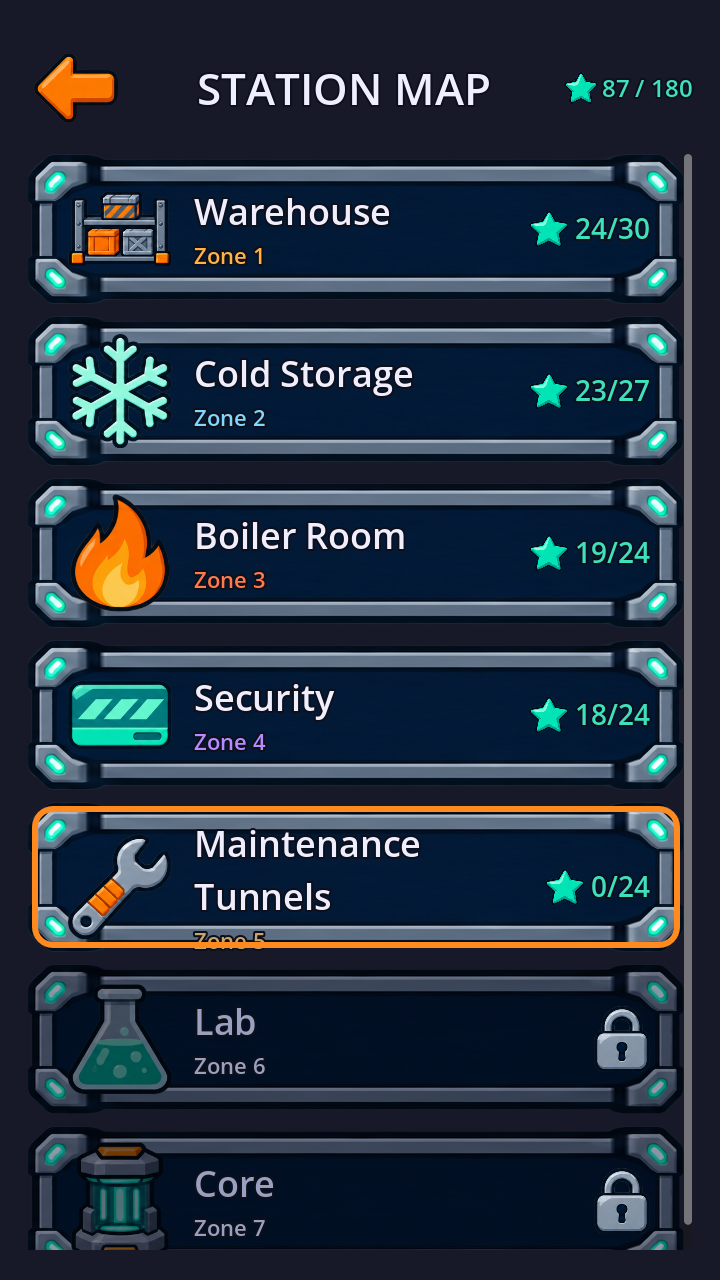 STATION MAP
87 / 180
Warehouse
Zone 1
24/30
Cold Storage
Zone 2
23/27
Boiler Room
Zone 3
19/24
Security
Zone 4
18/24
Maintenance
Tunnels
Zone 5
0/24
Lab
Zone 6
Core
Zone 7